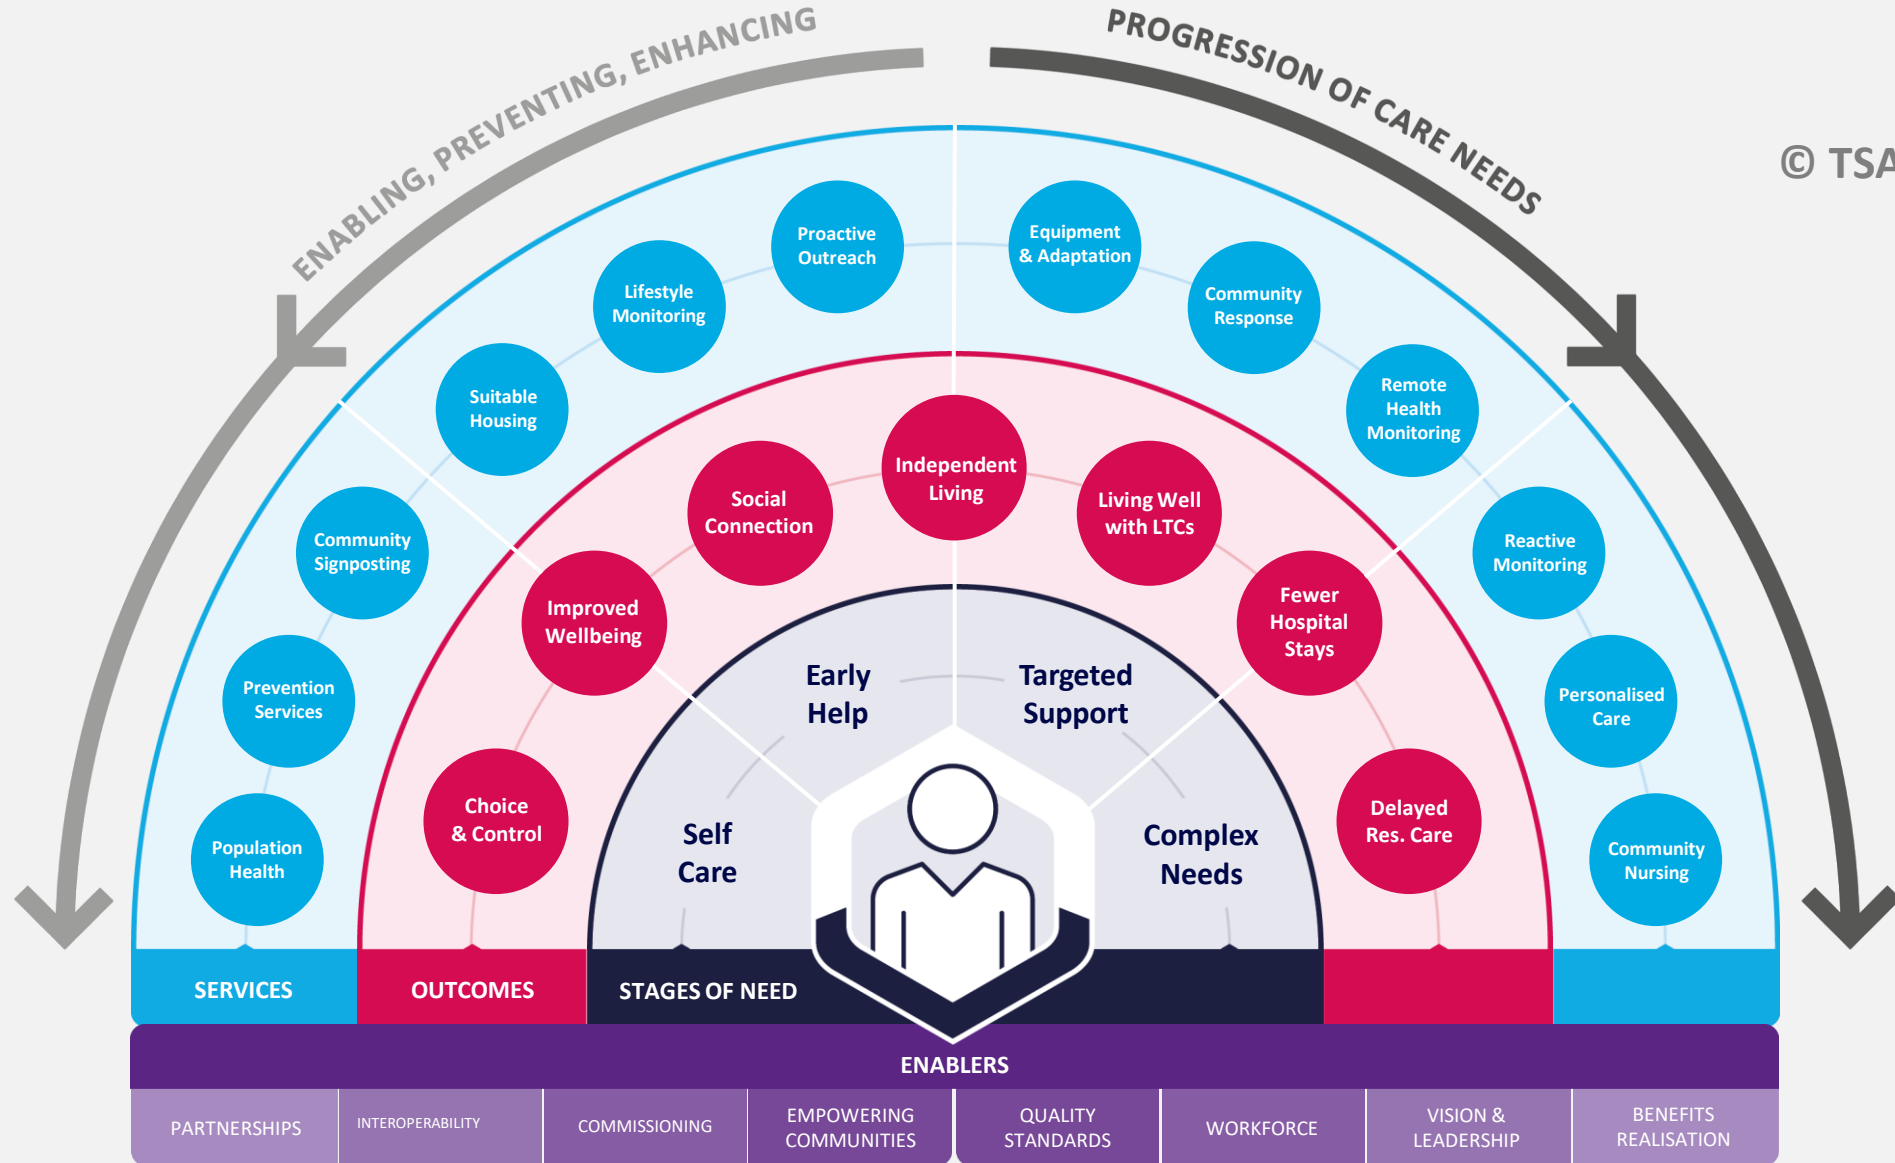 ENABLING, PREVENTING, ENHANCING
PROGRESSION OF CARE NEEDS
© TSA
Proactive
Outreach
Equipment
& Adaptation
Lifestyle
Monitoring
Community
Response
Suitable
Housing
Remote
Health
Monitoring
Community
Signposting
Reactive
Monitoring
Prevention
Services
Personalised
Care
Population
Health
Community
Nursing
Independent
Living
Social
Connection
Living Well
with LTCs
Improved
Wellbeing
Fewer
Hospital
Stays
Choice
& Control
Delayed
Res. Care
Early
Help
Targeted
Support
Self
Care
Complex
Needs
SERVICES
OUTCOMES
STAGES OF NEED
ENABLERS
PARTNERSHIPS
INTEROPERABILITY
COMMISSIONING
EMPOWERING
COMMUNITIES
QUALITY
STANDARDS
WORKFORCE
VISION &
LEADERSHIP
BENEFITS
REALISATION